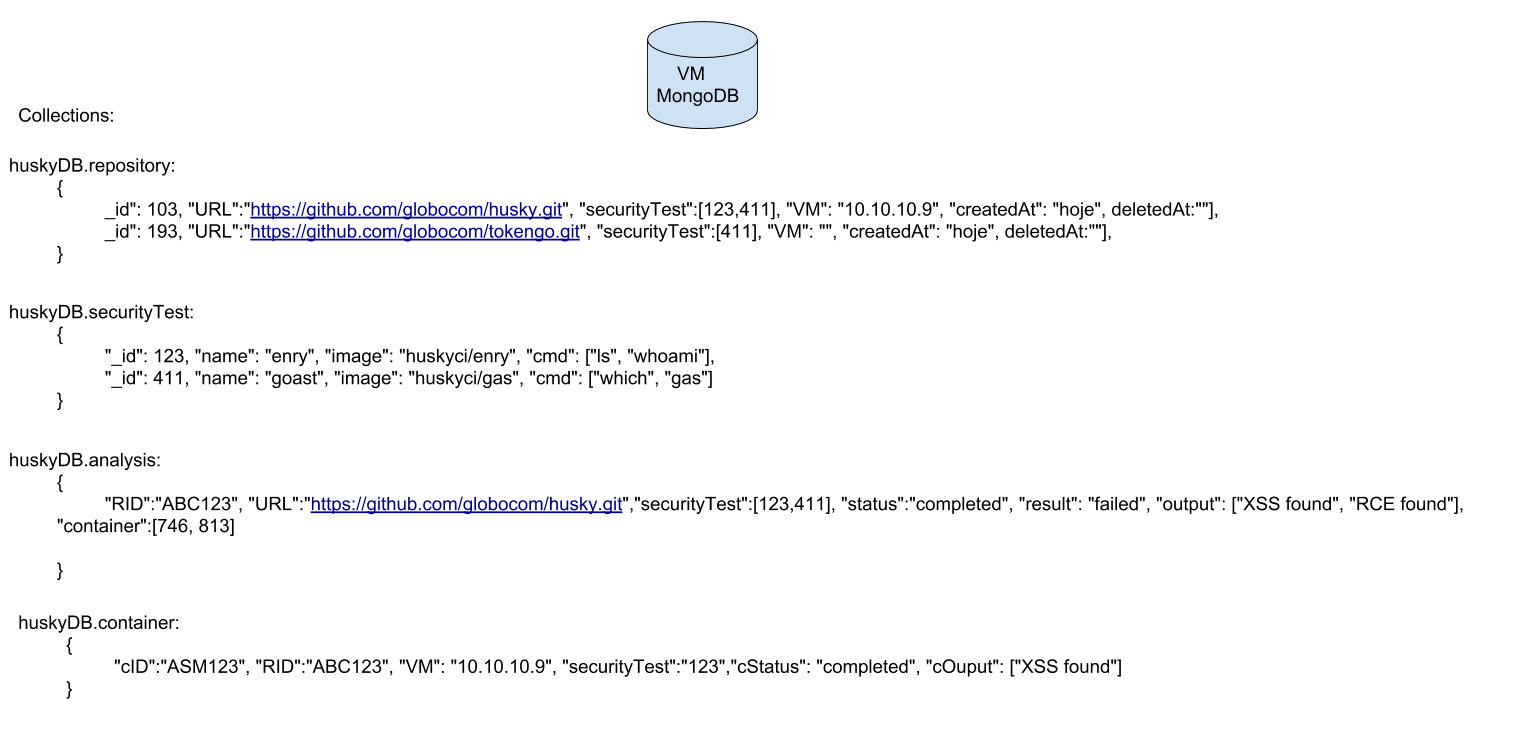 VM
MongoDB
Collections:
huskyDB.repository:
{
_id": 103, "URL":"https://github.com/globocom/husky.git", "securityTest":[123,411], "VM": "10.10.10.9", "createdAt": "hoje", deletedAt:""],
_id": 193, "URL":"https://github.com/globocom/tokengo.git", "securityTest":[411], "VM": "", "createdAt": "hoje", deletedAt:""],
}
huskyDB.securityTest:
{
"_id": 123, "name": "enry", "image": "huskyci/enry", "cmd": ["ls", "whoami"],
"_id": 411, "name": "goast", "image": "huskyci/gas", "cmd": ["which", "gas"]
}
huskyDB.analysis:
{
"RID":"ABC123", "URL":"https://github.com/globocom/husky.git","securityTest":[123,411], "status":"completed", "result": "failed", "output": ["XSS found", "RCE found"],
"container":[746, 813]
}
huskyDB.container:
{
"cID":"ASM123", "RID":"ABC123", "VM": "10.10.10.9", "securityTest":"123","cStatus": "completed", "cOuput": ["XSS found"]
}